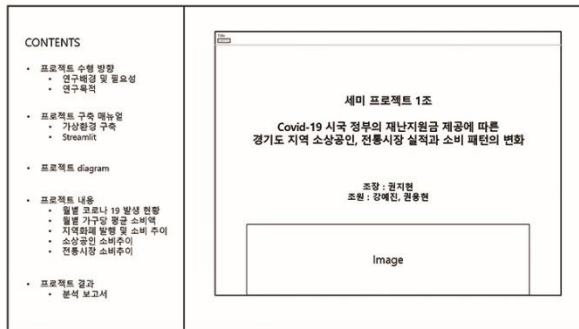 CONTENTS
• 프로젝트 수행 방향
• 연구배경 및 필요성
• 연구목적
• 프로젝트 구축 매뉴얼
• 가상환경 구축
• Streamlit
• 프로젝트 diagram
• 프로젝트 내용
• 월별 코로나 19 발생 현황
• 월별 가구당 평균 소비액
• 지역화폐 발행 및 소비 추이
• 소상공인 소비추이
• 전통시장 소비추이
• 프로젝트 결과
• 분석 보고서
Title
세미 프로젝트 1조
Covid-19 시국 정부의 재난지원금 제공에 따른
경기도 지역 소상공인, 전통시장 실적과 소비 패턴의 변화
조장 : 권지현
조원 : 강예진, 권용현
Image